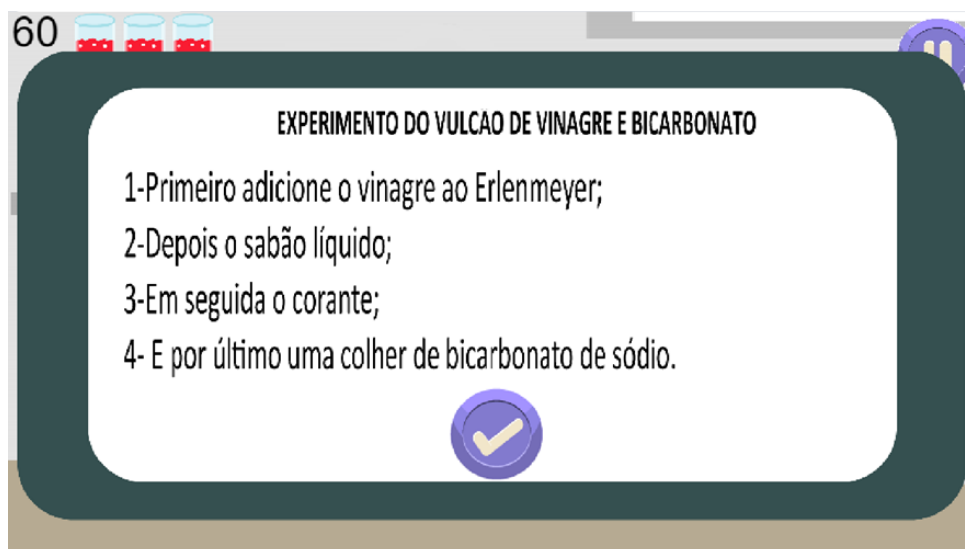 60
EXPERIMENTO DO VULCAO DE VINAGRE E BICARBONATO
1-Primeiro adicione o vinagre ao Erlenmeyer;
2-Depois o sabão líquido;
3-Em seguida o corante;
4- E por último uma colher de bicarbonato de sódio.